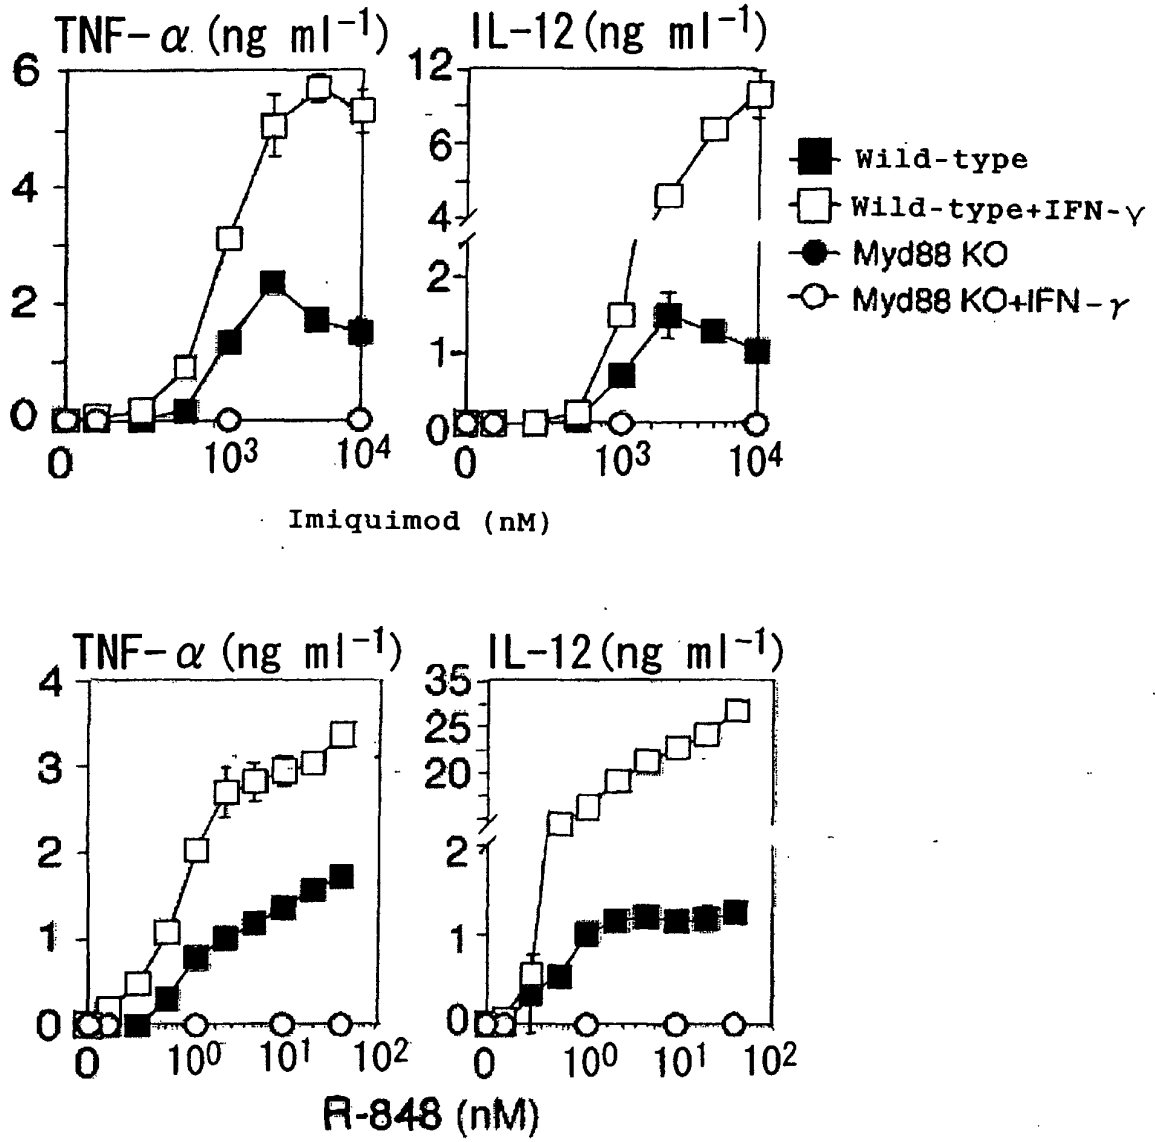 TNF-α (ng ml⁻¹)
IL-12 (ng ml⁻¹)
6
4
2
0
0 10³ 10⁴
12
6
4
2
1
0
0 10³ 10⁴
Wild-type
Wild-type+IFN-γ
Myd88 KO
Myd88 KO+IFN-γ
Imiquimod (nM)
TNF-α (ng ml⁻¹)
IL-12 (ng ml⁻¹)
4
3
2
1
0
0 10⁰ 10¹ 10²
35
25
20
2
1
0
0 10⁰ 10¹ 10²
R-848 (nM)